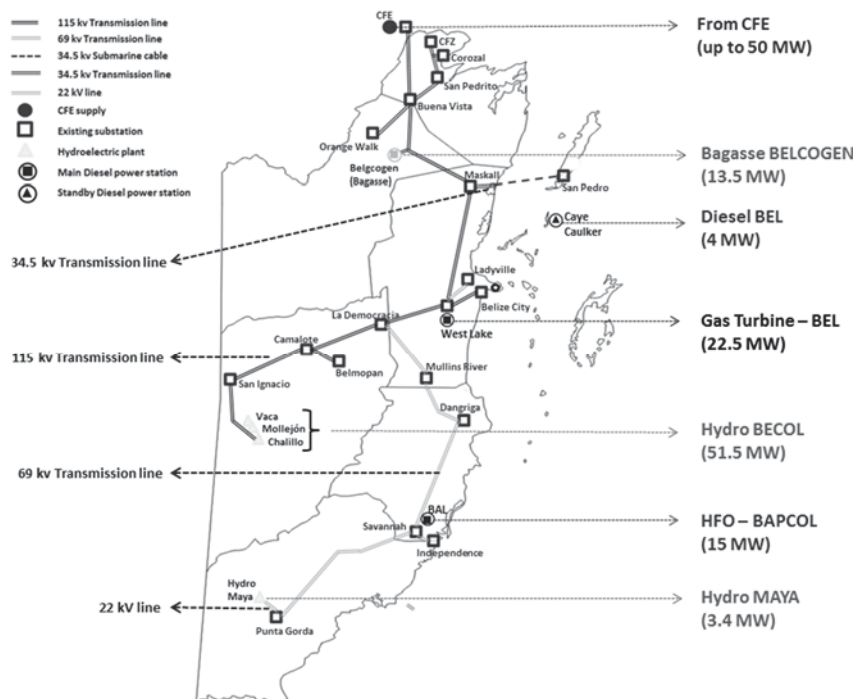 115 kv Transmission line
69 kv Transmission line
34.5 kv Submarine cable
34.5 kv Transmission line
22 kV line
CFE supply
Existing substation
Hydroelectric plant
Main Diesel power station
Standby Diesel power station
CFE
CFZ
Corozal
San Pedrito
Buena Vista
Orange Walk
Belgcogen
(Bagasse)
Maskall
San Pedro
Caye
Caulker
Ladyville
Belize City
West Lake
La Democracia
Camalote
Belmopan
San Ignacio
Mullins River
Dangriga
Vaca
Mollejón
Chalillo
BAL
Savannah
Independence
Hydro
Maya
Punta Gorda
34.5 kv Transmission line
115 kv Transmission line
69 kv Transmission line
22 kV line
From CFE
(up to 50 MW)
Bagasse BELCOGEN
(13.5 MW)
Diesel BEL
(4 MW)
Gas Turbine – BEL
(22.5 MW)
Hydro BECOL
(51.5 MW)
HFO – BAPCOL
(15 MW)
Hydro MAYA
(3.4 MW)